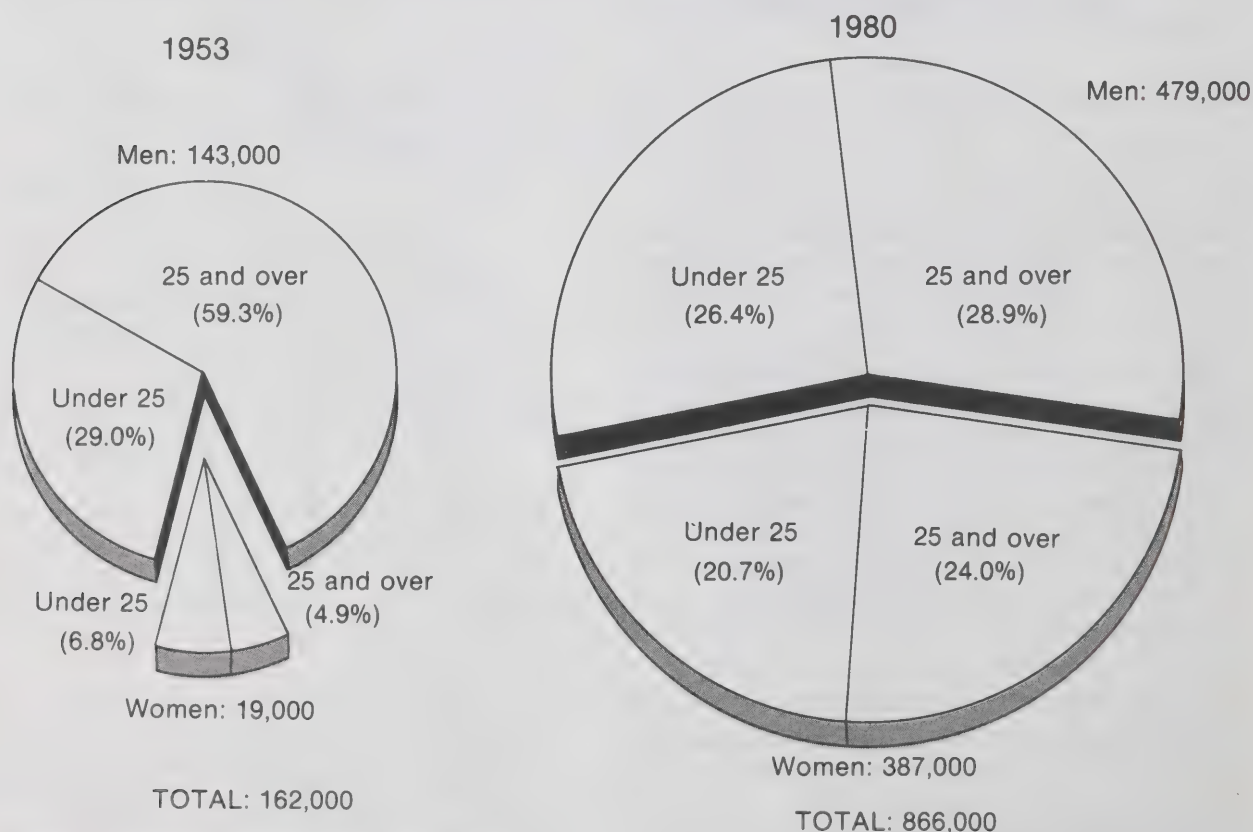 1953
Men: 143,000
25 and over
(59.3%)
Under 25
(29.0%)
Under 25
(6.8%)
25 and over
(4.9%)
Women: 19,000
TOTAL: 162,000
1980
Men: 479,000
Under 25
(26.4%)
25 and over
(28.9%)
Under 25
(20.7%)
25 and over
(24.0%)
Women: 387,000
TOTAL: 866,000